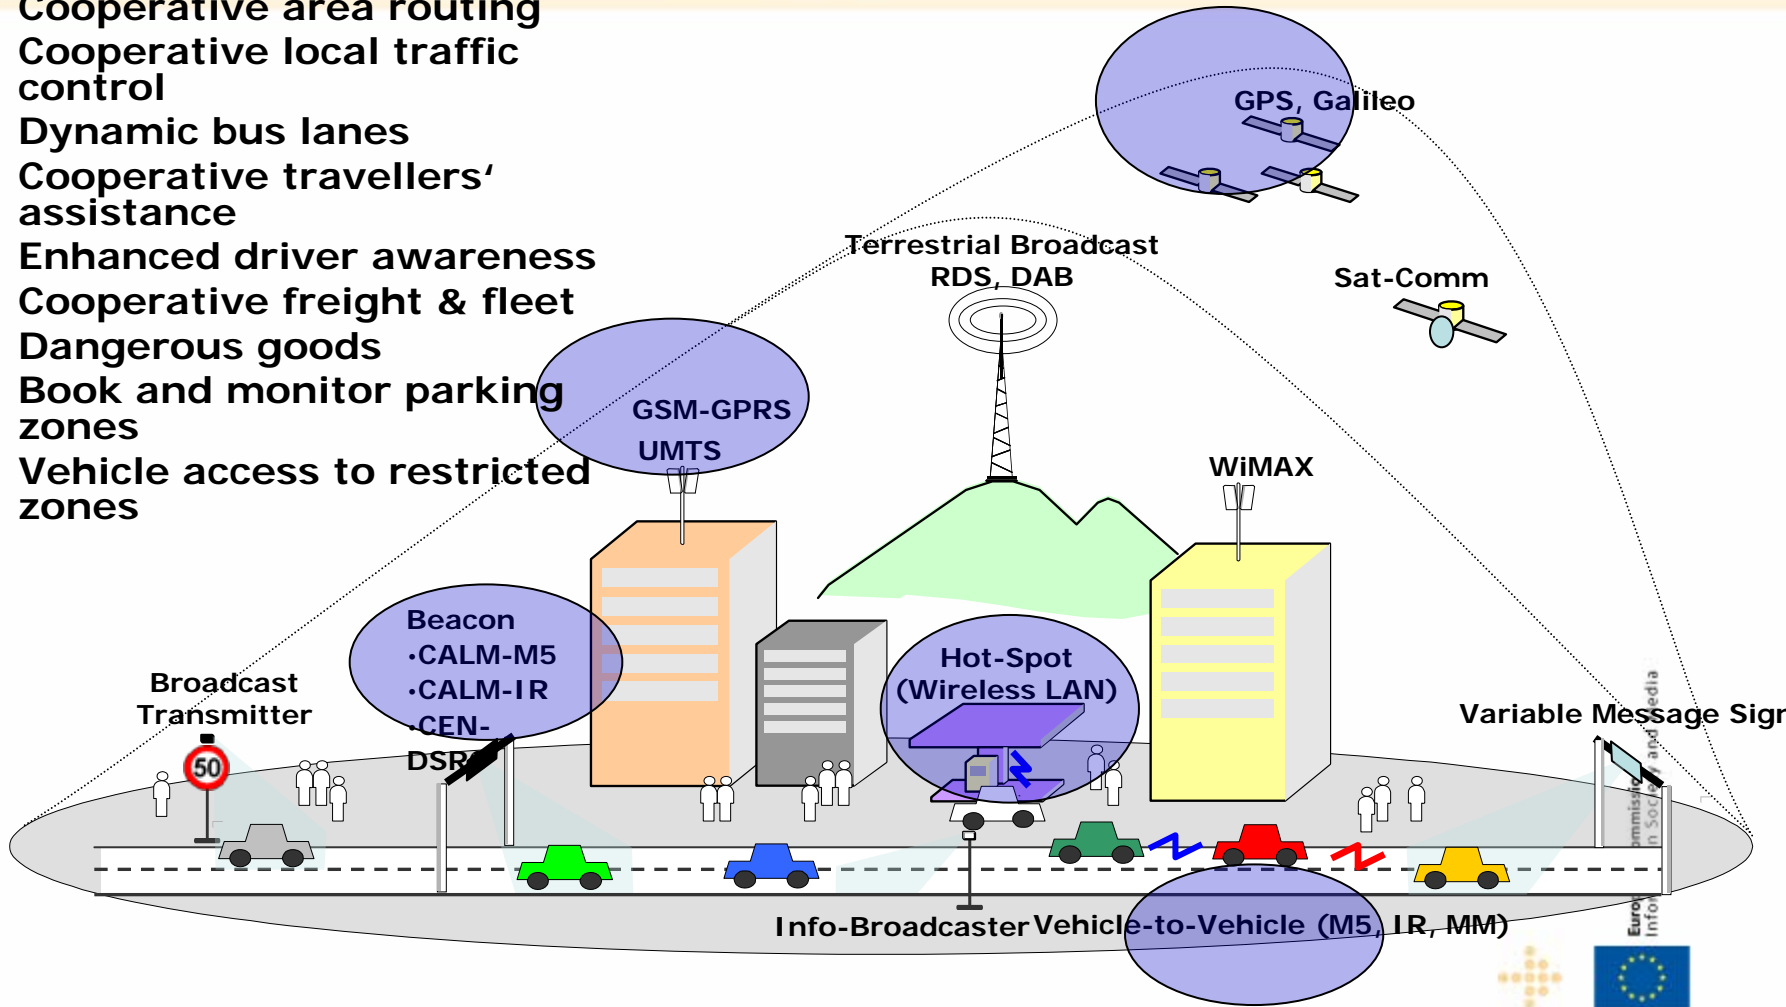 Cooperative area routing
Cooperative local traffic
control
Dynamic bus lanes
Cooperative travellers‘
assistance
Enhanced driver awareness
Cooperative freight & fleet
Dangerous goods
Book and monitor parking
zones
Vehicle access to restricted
zones
GPS, Galileo
Terrestrial Broadcast
RDS, DAB
Sat-Comm
GSM-GPRS
UMTS
WiMAX
Beacon
•CALM-M5
•CALM-IR
•CEN-
Hot-Spot
(Wireless LAN)
Broadcast
Transmitter
50
Variable Message Sign
Info-Broadcaster
Vehicle-to-Vehicle (M5, IR, MM)
Society and Media